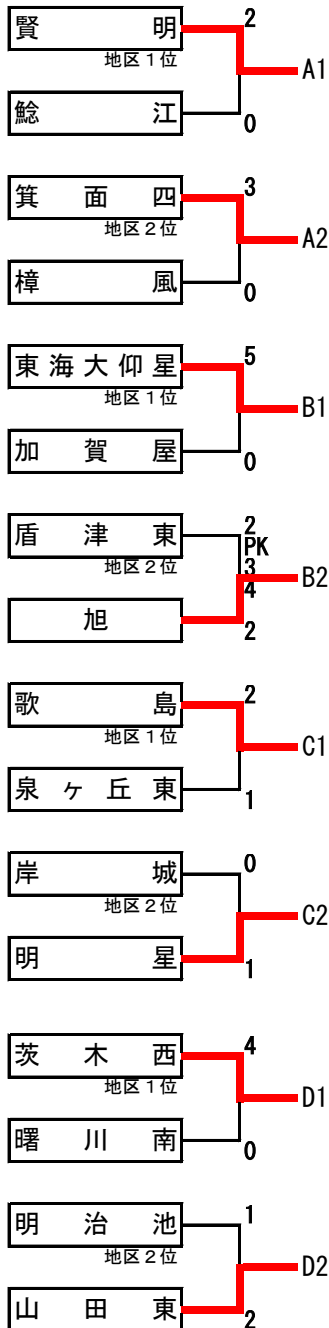 賢明 2
地区1位
A1
鯰江 0
箕面四 3
地区2位
A2
樟風 0
東海大仰星 5
地区1位
B1
加賀屋 0
盾津東 2
PK
地区2位 3
4
B2
旭 2
歌島 2
地区1位
C1
泉ヶ丘東 1
岸城 0
地区2位
C2
明星 1
茨木西 4
地区1位
D1
曙川南 0
明治池 1
地区2位
D2
山田東 2